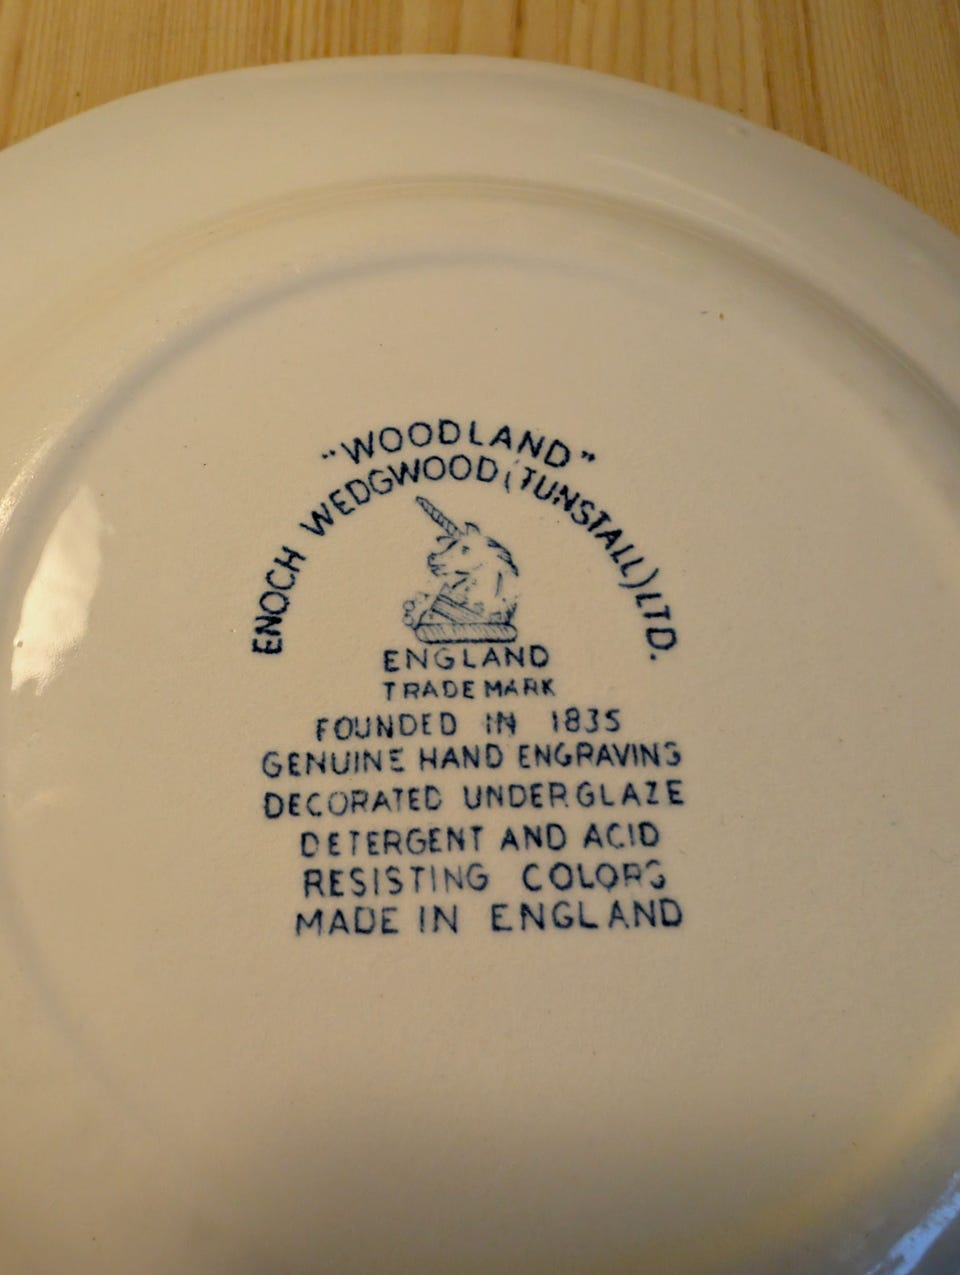 "WOODLAND"
ENOCH WEDGWOOD (TUNSTALL) LTD.
ENGLAND
TRADE MARK
FOUNDED IN 1835
GENUINE HAND ENGRAVING
DECORATED UNDERGLAZE
DETERGENT AND ACID
RESISTING COLORS
MADE IN ENGLAND